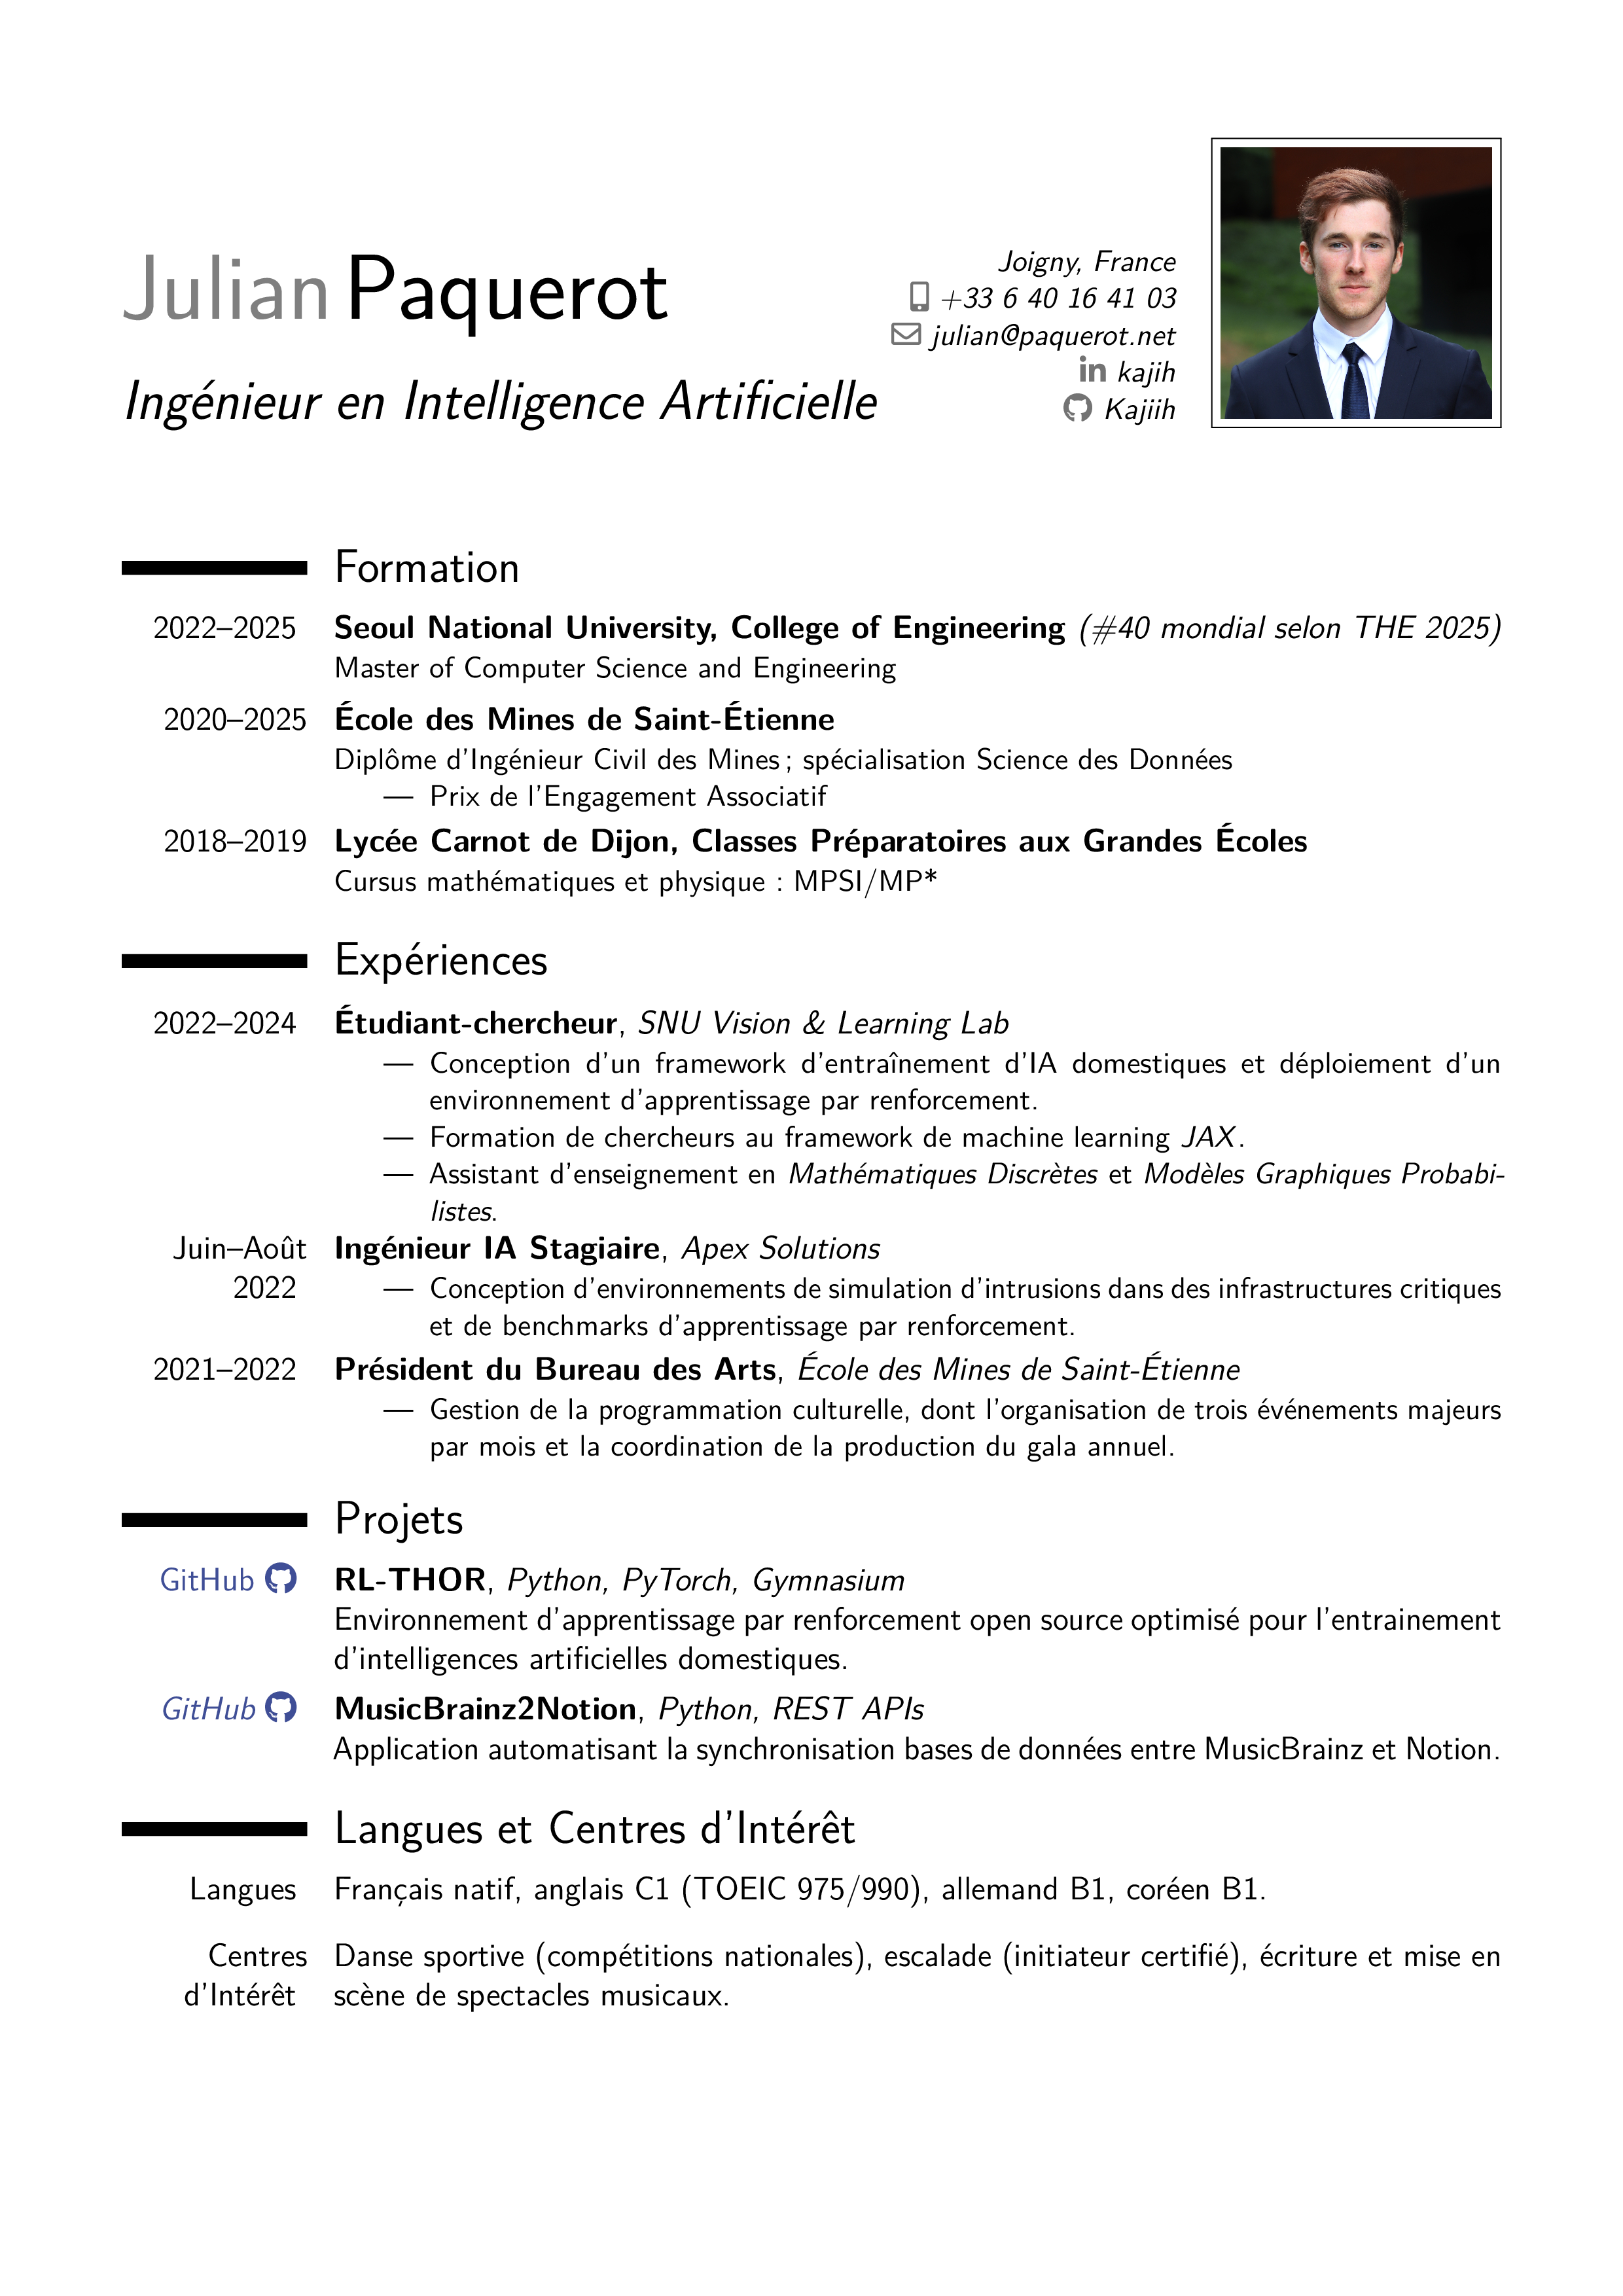 Julian Paquerot
Ingénieur en Intelligence Artificielle
Joigny, France
+33 6 40 16 41 03
julian@paquerot.net
in kajih
Kajiih
Formation
2022–2025 Seoul National University, College of Engineering (#40 mondial selon THE 2025)
Master of Computer Science and Engineering
2020–2025 École des Mines de Saint-Étienne
Diplôme d'Ingénieur Civil des Mines ; spécialisation Science des Données
— Prix de l'Engagement Associatif
2018–2019 Lycée Carnot de Dijon, Classes Préparatoires aux Grandes Écoles
Cursus mathématiques et physique : MPSI/MP*
Expériences
2022–2024 Étudiant-chercheur, SNU Vision & Learning Lab
— Conception d'un framework d'entraînement d'IA domestiques et déploiement d'un
environnement d'apprentissage par renforcement.
— Formation de chercheurs au framework de machine learning JAX.
— Assistant d'enseignement en Mathématiques Discrètes et Modèles Graphiques Probabi-
listes.
Juin–Août Ingénieur IA Stagiaire, Apex Solutions
2022 — Conception d'environnements de simulation d'intrusions dans des infrastructures critiques
et de benchmarks d'apprentissage par renforcement.
2021–2022 Président du Bureau des Arts, École des Mines de Saint-Étienne
— Gestion de la programmation culturelle, dont l'organisation de trois événements majeurs
par mois et la coordination de la production du gala annuel.
Projets
GitHub RL-THOR, Python, PyTorch, Gymnasium
Environnement d'apprentissage par renforcement open source optimisé pour l'entrainement
d'intelligences artificielles domestiques.
GitHub MusicBrainz2Notion, Python, REST APIs
Application automatisant la synchronisation bases de données entre MusicBrainz et Notion.
Langues et Centres d'Intérêt
Langues Français natif, anglais C1 (TOEIC 975/990), allemand B1, coréen B1.
Centres Danse sportive (compétitions nationales), escalade (initiateur certifié), écriture et mise en
d'Intérêt scène de spectacles musicaux.